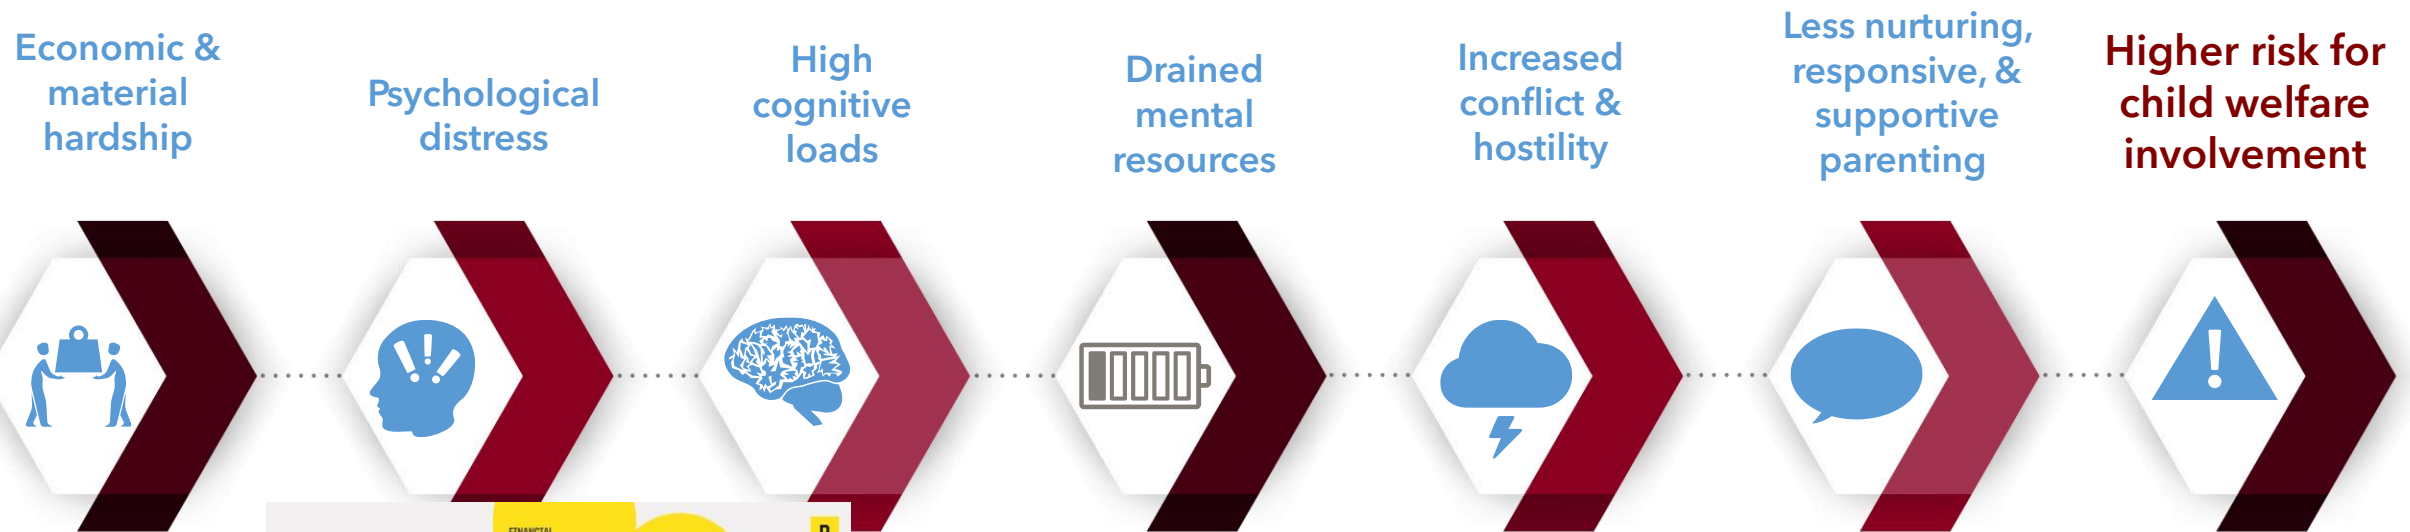 Economic &
material
hardship
Psychological
distress
High
cognitive
loads
Drained
mental
resources
Increased
conflict &
hostility
Less nurturing,
responsive, &
supportive
parenting
Higher risk for
child welfare
involvement
FINANCIAL